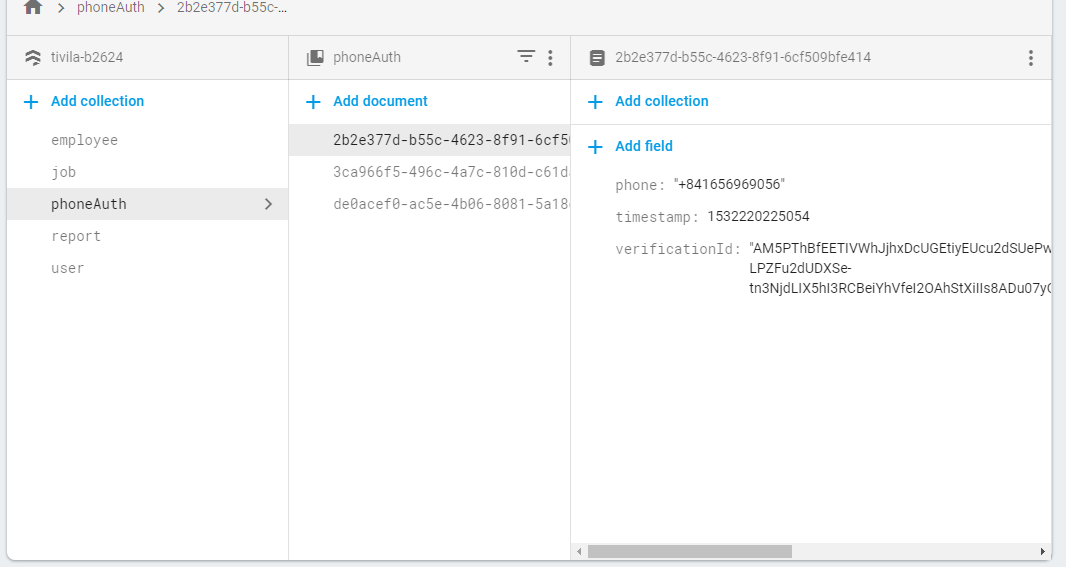 phoneAuth > 2b2e377d-b55c-...
tivila-b2624
phoneAuth
2b2e377d-b55c-4623-8f91-6cf509bfe414
+ Add collection
+ Add document
+ Add collection
employee
job
phoneAuth
report
user
2b2e377d-b55c-4623-8f91-6cf50
3ca966f5-496c-4a7c-810d-c61d
de0acef0-ac5e-4b06-8081-5a18
+ Add field
phone: "+841656969056"
timestamp: 1532220225054
verificationId: "AM5PThBfEETIVWhJjhxDcUGEtiyEUcu2dSUePw
LPZFu2dUDXSe-
tn3NjdLIX5hI3RCBeiYhVfeI2OAhStXiIIs8ADu07y